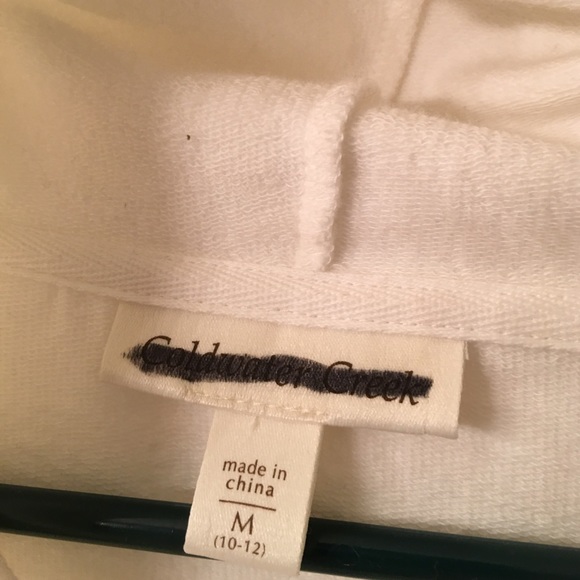 Coldwater Creek
made in
china
M
(10-12)